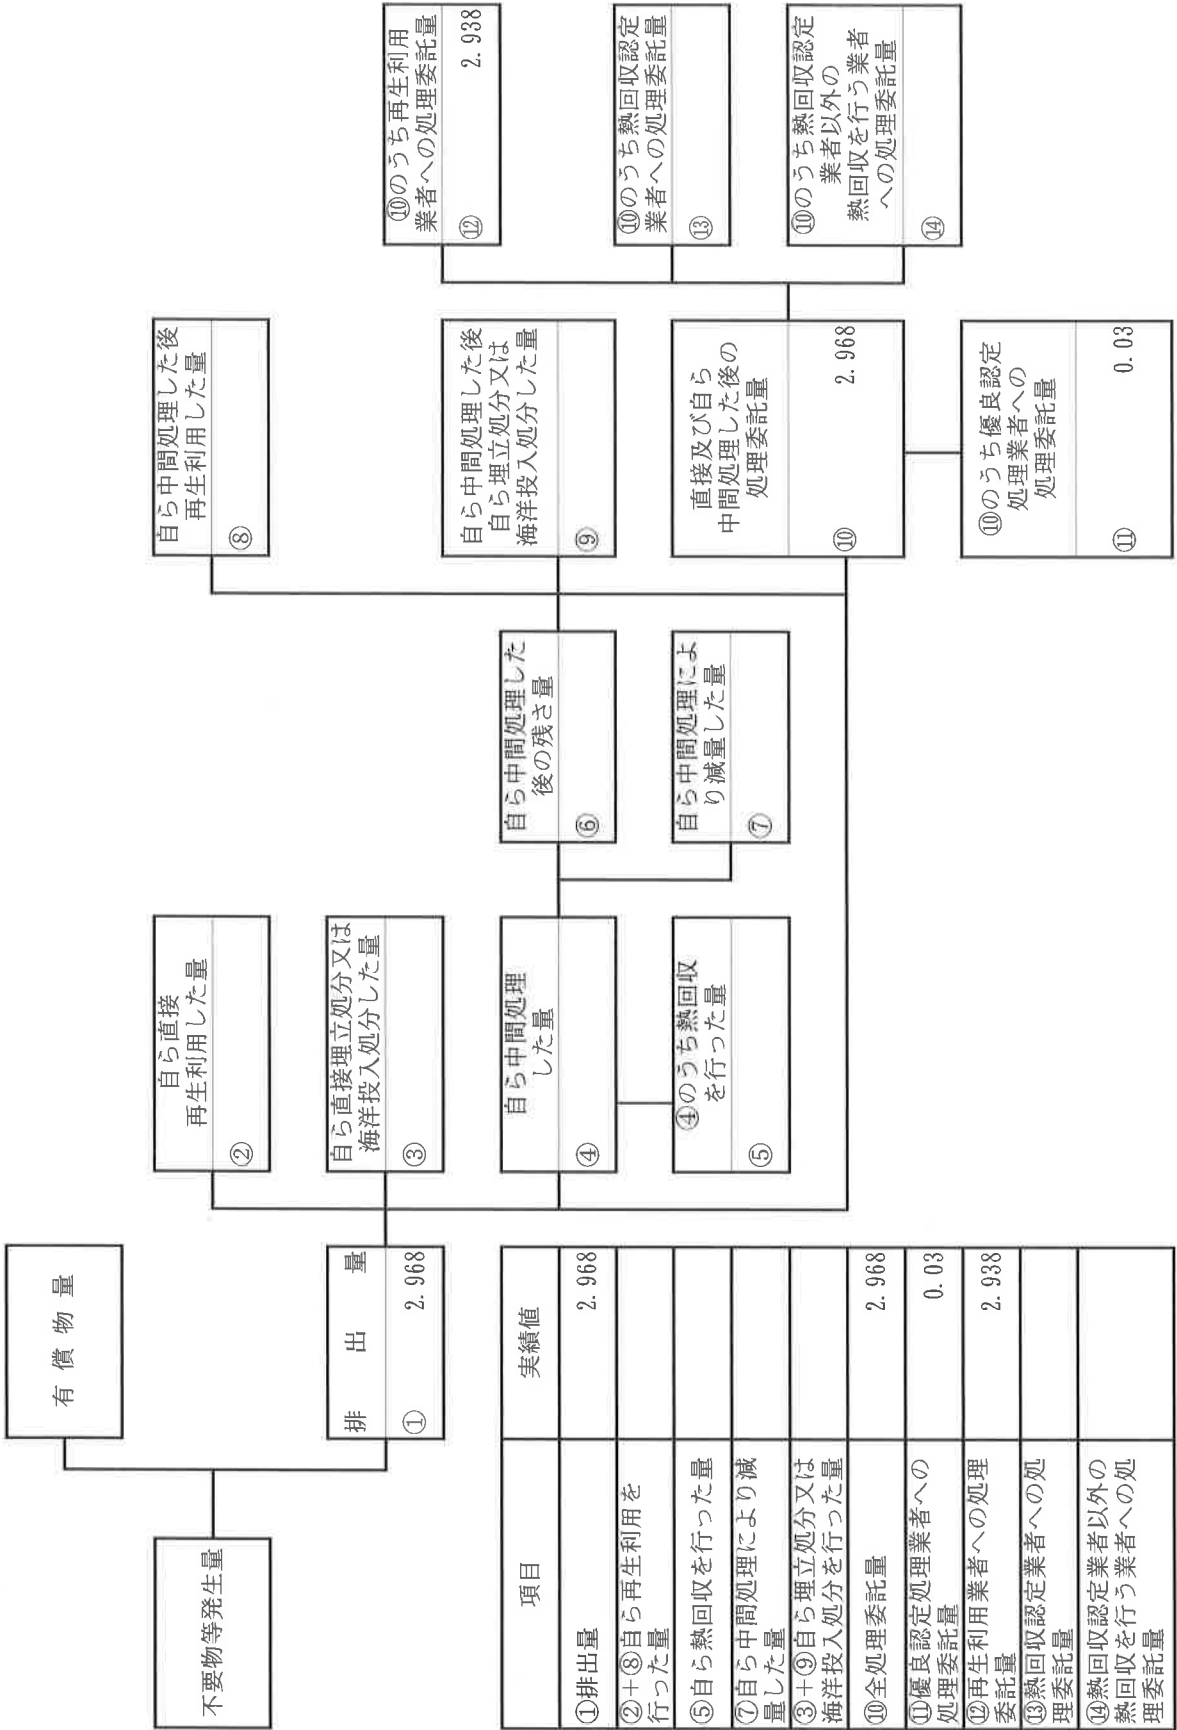 不要物等発生量
有償物量
排出量
①
2.968
自ら直接
再生利用した量
②
自ら直接埋立処分又は
海洋投入処分した量
③
自ら中間処理
した量
④
④のうち熱回収
を行った量
⑤
自ら中間処理した
後の残さ量
⑥
自ら中間処理によ
り減量した量
⑦
自ら中間処理した後
再生利用した量
⑧
自ら中間処理した後
自ら埋立処分又は
海洋投入処分した量
⑨
直接及び自ら
中間処理した後の
処理委託量
⑩
2.968
⑩のうち優良認定
処理業者への
処理委託量
⑪
0.03
⑩のうち再生利用
業者への処理委託量
⑫
2.938
⑩のうち熱回収認定
業者への処理委託量
⑬
⑩のうち熱回収認定
業者以外の
熱回収を行う業者
への処理委託量
⑭
項目 実績値
①排出量 2.968
②+⑧自ら再生利用を
行った量
⑤自ら熱回収を行った量
⑦自ら中間処理により減
量した量
③+⑨自ら埋立処分又は
海洋投入処分を行った量
⑩全処理委託量 2.968
⑪優良認定処理業者への
処理委託量 0.03
⑫再生利用業者への処理
委託量 2.938
⑬熱回収認定業者への処
理委託量
⑭熱回収認定業者以外の
熱回収を行う業者への処
理委託量